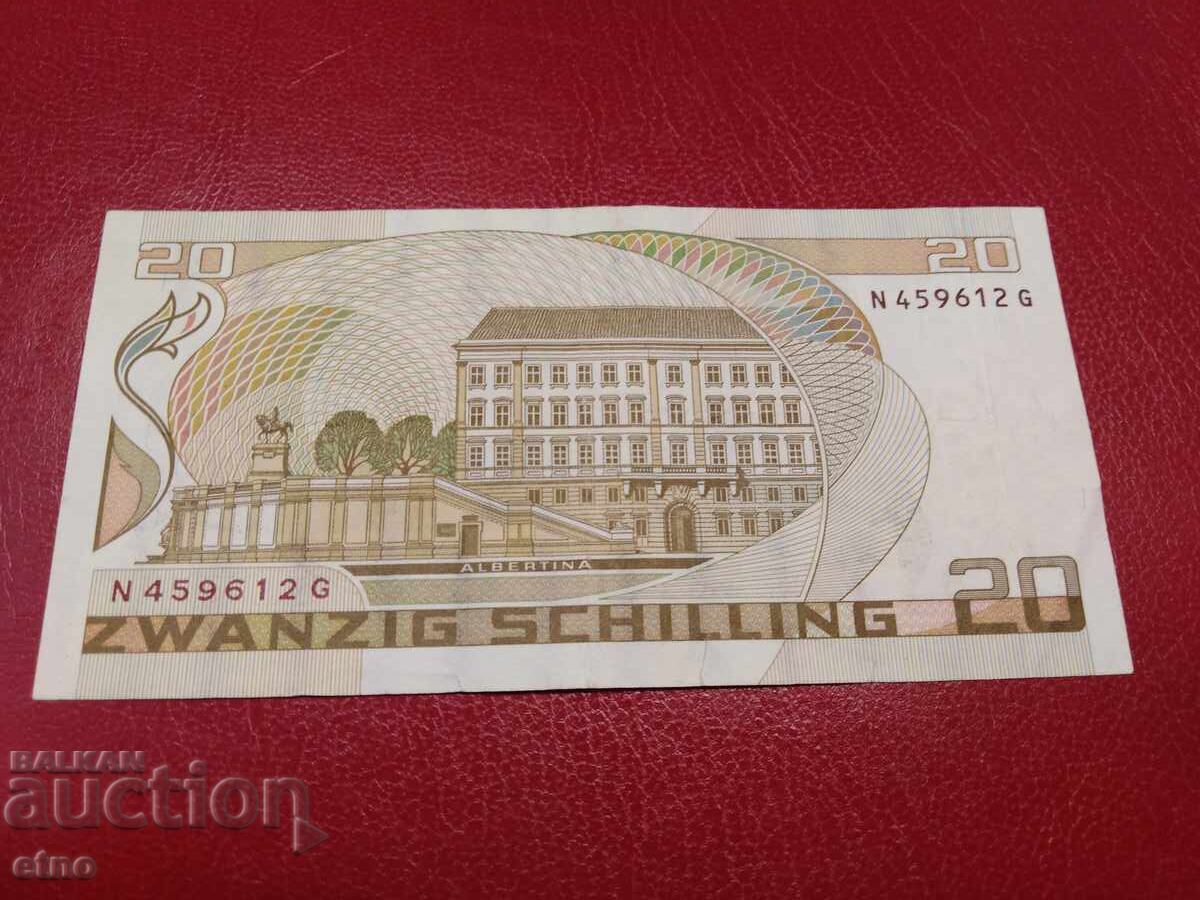 20
20
N 459612 G
ALBERTINA
N 459612 G
ZWANZIG SCHILLING 20
BALKAN
auction
etno